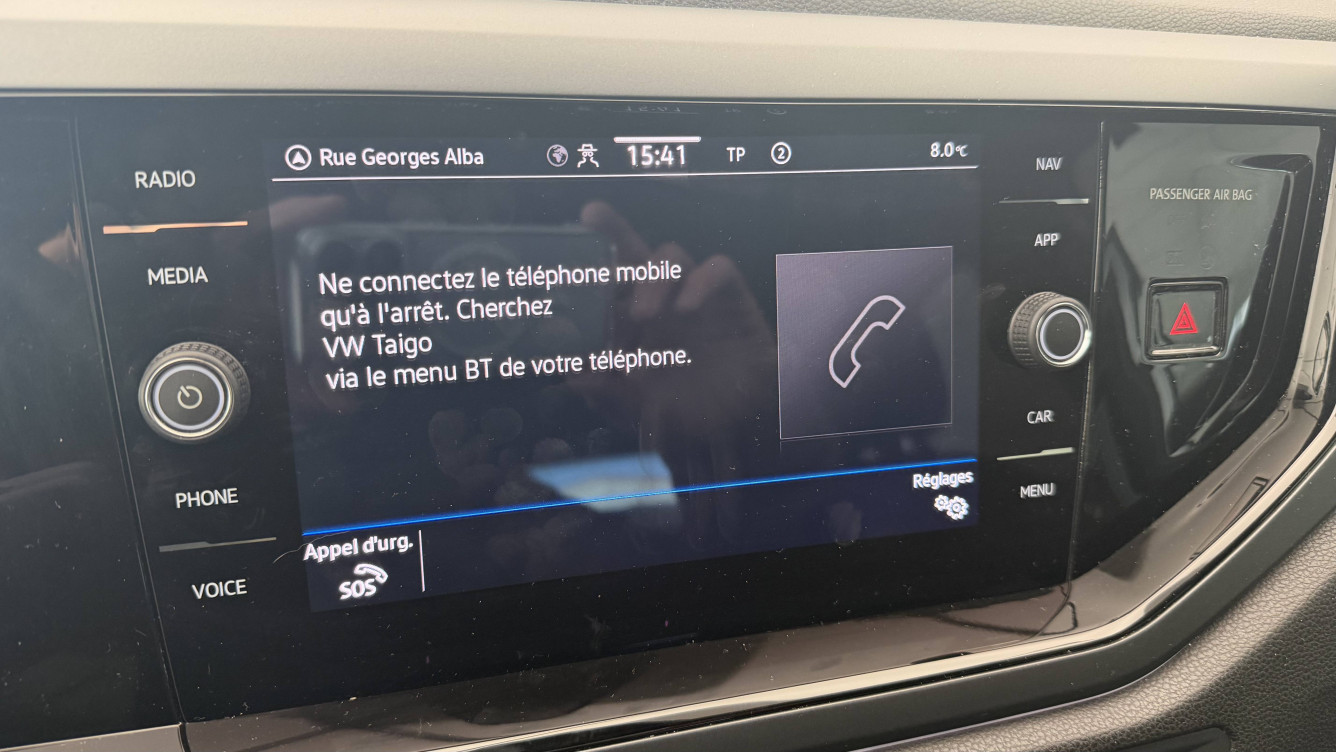 RADIO
MEDIA
PHONE
VOICE
Rue Georges Alba
15:41
TP
2
8.0°C
Ne connectez le téléphone mobile
qu'à l'arrêt. Cherchez
VW Taigo
via le menu BT de votre téléphone.
Réglages
Appel d'urg.
SOS
NAV
APP
CAR
MENU
PASSENGER AIR BAG